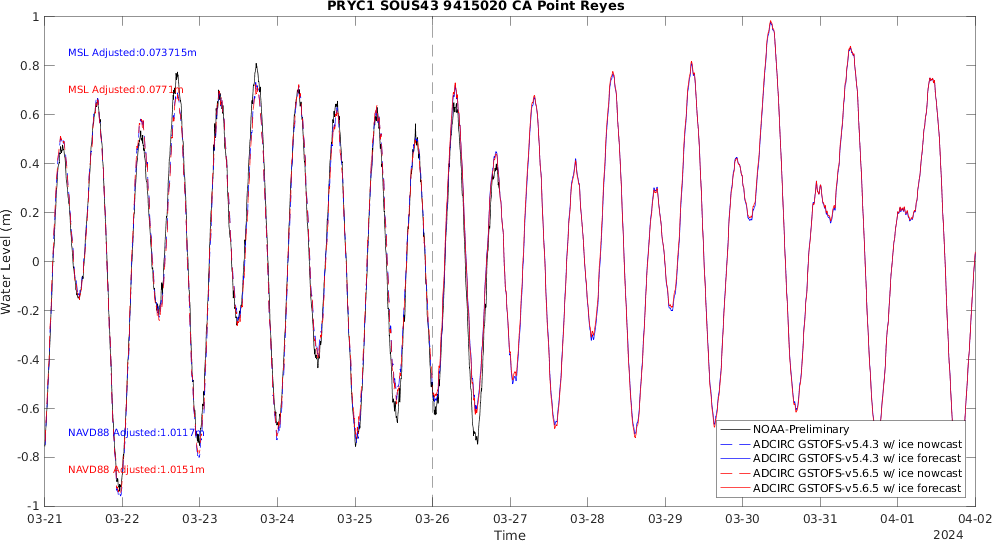 PRYC1 SOUS43 9415020 CA Point Reyes
1
0.8
0.6
0.4
0.2
0
-0.2
-0.4
-0.6
-0.8
-1
Water Level (m)
MSL Adjusted:0.073715m
MSL Adjusted:0.0771m
NAVD88 Adjusted:1.0117m
NAVD88 Adjusted:1.0151m
NOAA-Preliminary
ADCIRC GSTOFS-v5.4.3 w/ ice nowcast
ADCIRC GSTOFS-v5.4.3 w/ ice forecast
ADCIRC GSTOFS-v5.6.5 w/ ice nowcast
ADCIRC GSTOFS-v5.6.5 w/ ice forecast
03-21 03-22 03-23 03-24 03-25 03-26 03-27 03-28 03-29 03-30 03-31 04-01 04-02
Time
2024